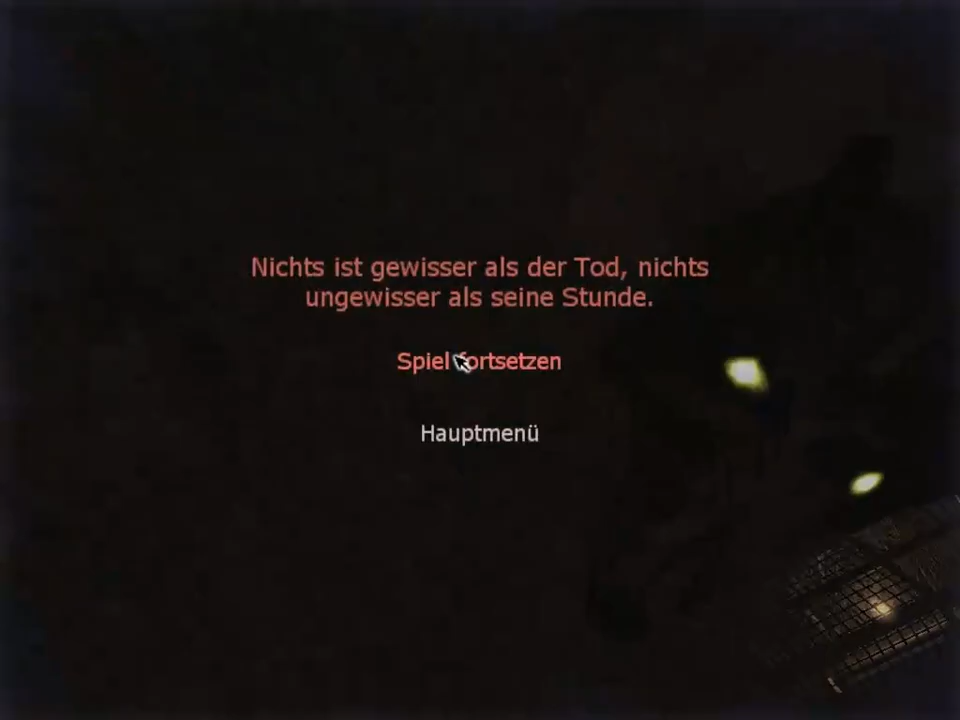 Nichts ist gewisser als der Tod, nichts
ungewisser als seine Stunde.
Spiel fortsetzen
Hauptmenü